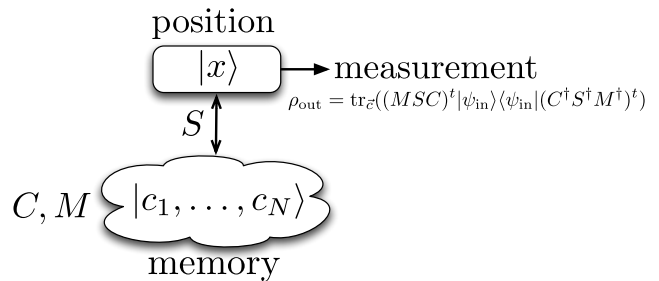 position
|x⟩
measurement
ρ_out = tr_c⃗((MSC)^t|ψ_in⟩⟨ψ_in|(C†S†M†)^t)
S
C, M
|c_1, . . . , c_N⟩
memory